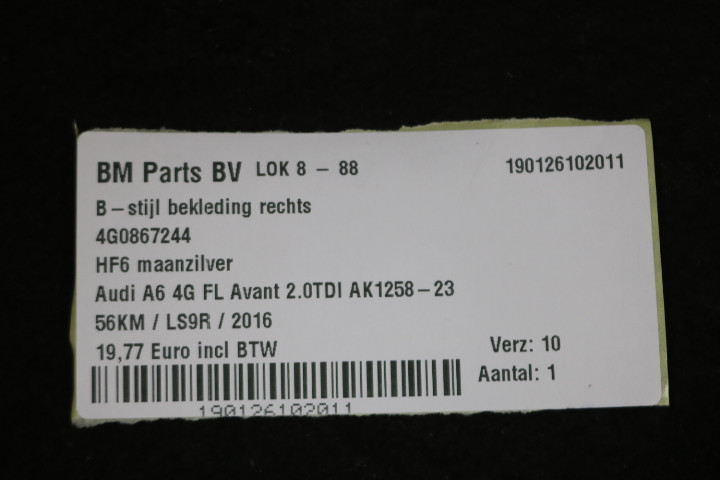 BM Parts BV LOK 8 - 88 190126102011
B-stijl bekleding rechts
4G0867244
HF6 maanzilver
Audi A6 4G FL Avant 2.0TDI AK1258-23
56KM / LS9R / 2016
19,77 Euro incl BTW Verz: 10
Aantal: 1
190126102011